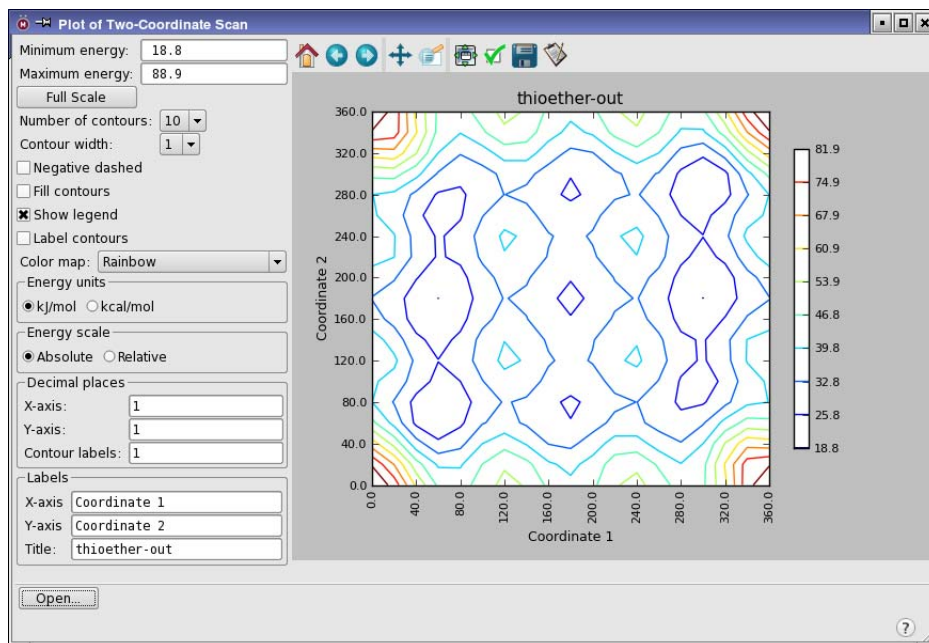 Plot of Two-Coordinate Scan
Minimum energy: 18.8
Maximum energy: 88.9
Full Scale
Number of contours: 10
Contour width: 1
Negative dashed
Fill contours
Show legend
Label contours
Color map: Rainbow
Energy units
kJ/mol kcal/mol
Energy scale
Absolute Relative
Decimal places
X-axis: 1
Y-axis: 1
Contour labels: 1
Labels
X-axis Coordinate 1
Y-axis Coordinate 2
Title: thioether-out
Open...
thioether-out
360.0
320.0
280.0
240.0
200.0
160.0
120.0
80.0
40.0
0.0
Coordinate 2
0.0 40.0 80.0 120.0 160.0 200.0 240.0 280.0 320.0 360.0
Coordinate 1
81.9
74.9
67.9
60.9
53.9
46.8
39.8
32.8
25.8
18.8
?